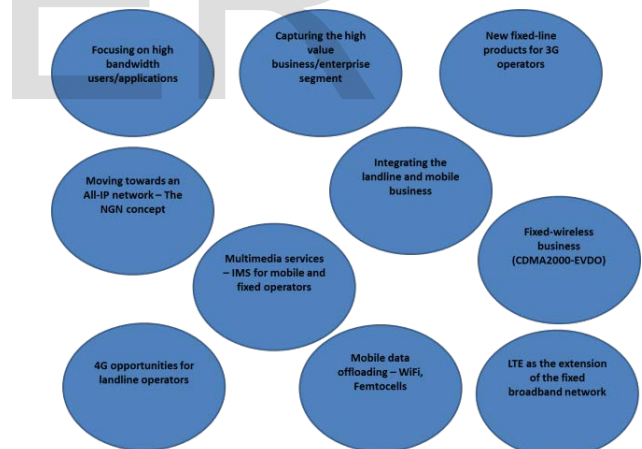 ER
Focusing on high
bandwidth
users/applications
Capturing the high
value
business/enterprise
segment
New fixed-line
products for 3G
operators
Moving towards an
All-IP network – The
NGN concept
Integrating the
landline and mobile
business
Multimedia services
– IMS for mobile and
fixed operators
Fixed-wireless
business
(CDMA2000-EVDO)
4G opportunities for
landline operators
Mobile data
offloading – WiFi,
Femtocells
LTE as the extension
of the fixed
broadband network